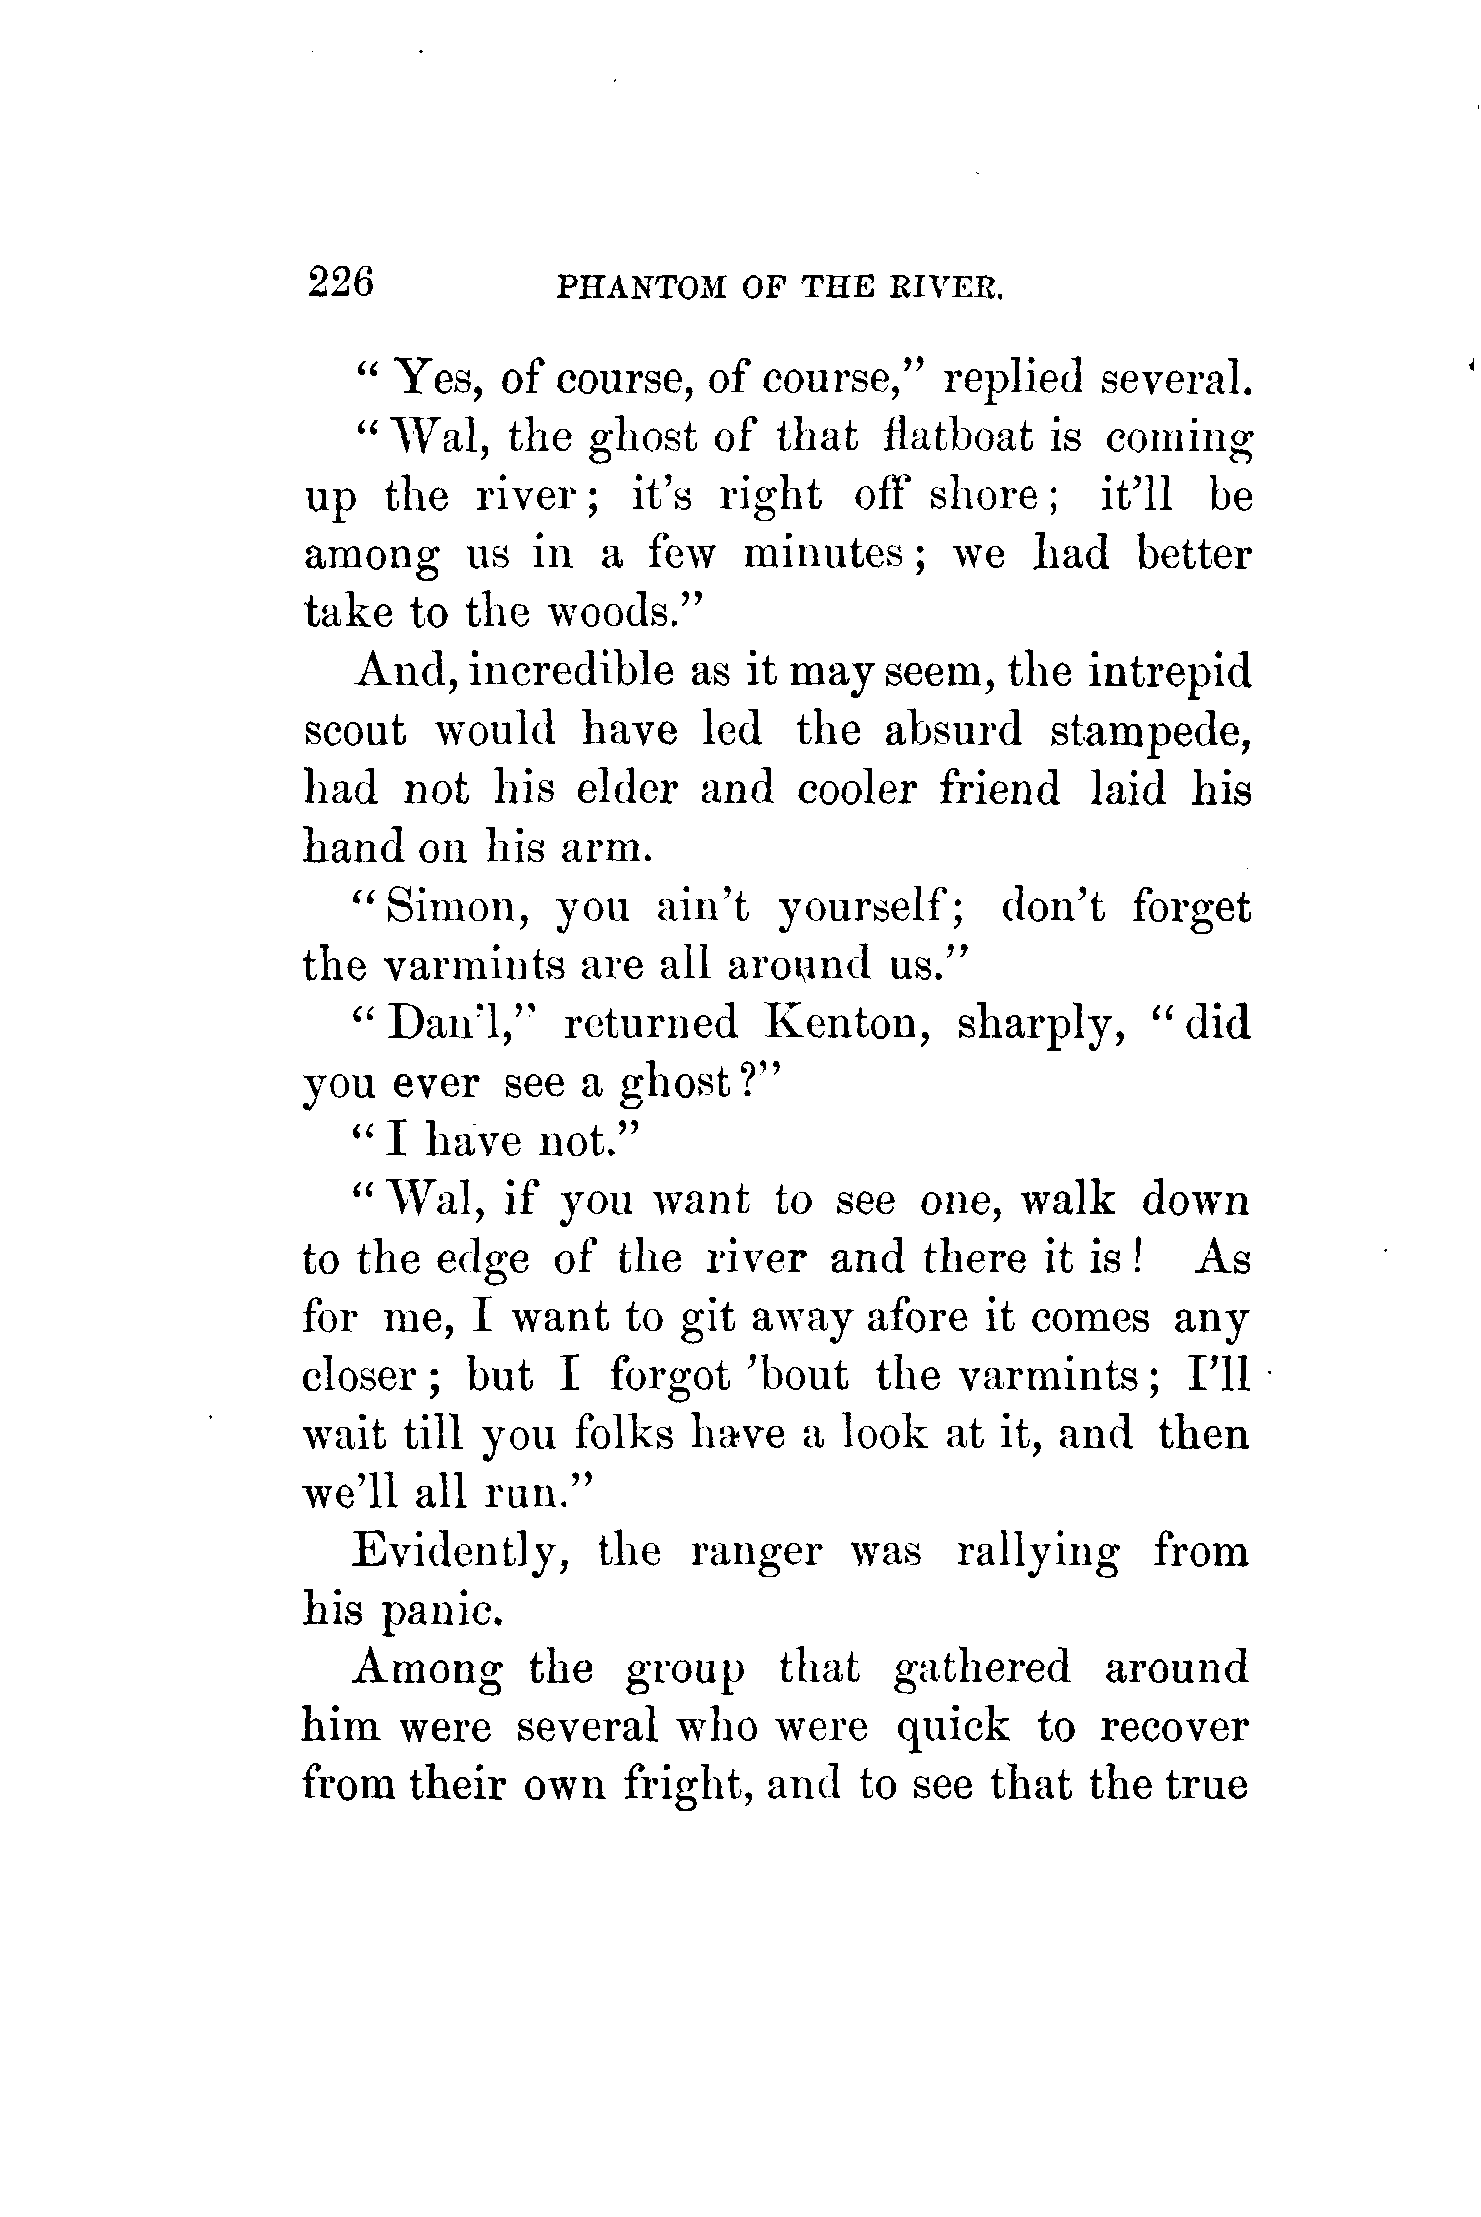 226 PHANTOM OF THE RIVER.
“ Yes, of course, of course,” replied several.
“ Wal, the ghost of that flatboat is coming
up the river ; it’s right off shore ; it’ll be
among us in a few minutes ; we had better
take to the woods.”
And, incredible as it may seem, the intrepid
scout would have led the absurd stampede,
had not his elder and cooler friend laid his
hand on his arm.
“ Simon, you ain’t yourself ; don’t forget
the varmints are all around us.”
“ Dan’l,” returned Kenton, sharply, “ did
you ever see a ghost ?”
“ I have not.”
“ Wal, if you want to see one, walk down
to the edge of the river and there it is ! As
for me, I want to git away afore it comes any
closer ; but I forgot ’bout the varmints ; I’ll
wait till you folks have a look at it, and then
we’ll all run.”
Evidently, the ranger was rallying from
his panic.
Among the group that gathered around
him were several who were quick to recover
from their own fright, and to see that the true